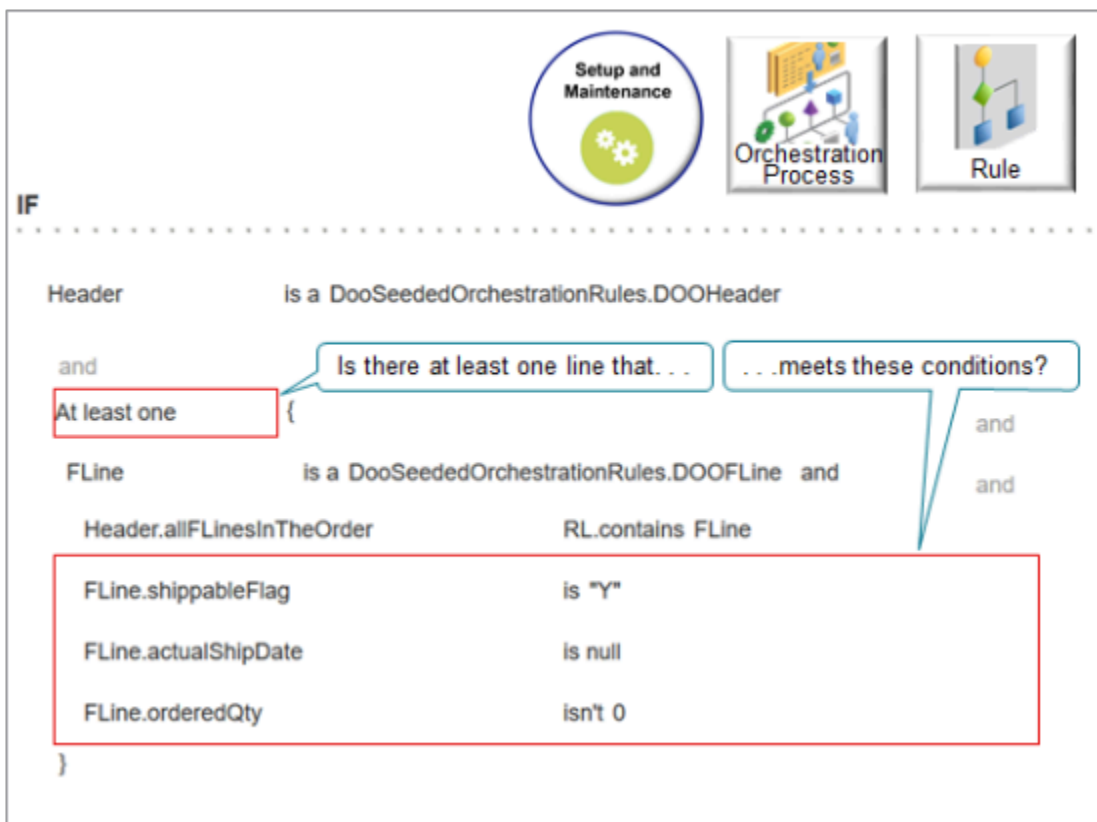 Setup and
Maintenance
Orchestration
Process
Rule
IF
Header is a DooSeededOrchestrationRules.DOOHeader
and
Is there at least one line that. . .
. . .meets these conditions?
At least one {
and
FLine is a DooSeededOrchestrationRules.DOOFLine and
and
Header.allFLinesInTheOrder RL.contains FLine
FLine.shippableFlag is "Y"
FLine.actualShipDate is null
FLine.orderedQty isn't 0
}